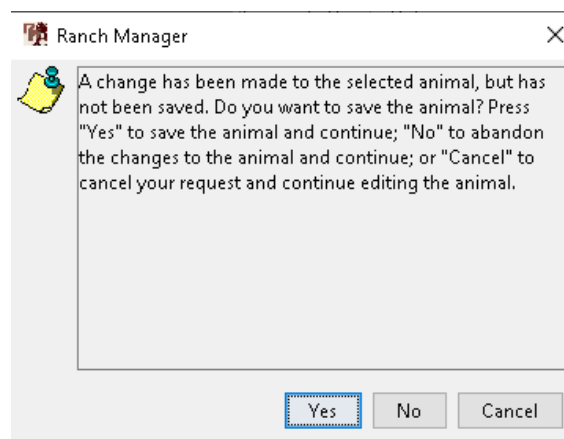 Ranch Manager
A change has been made to the selected animal, but has
not been saved. Do you want to save the animal? Press
"Yes" to save the animal and continue; "No" to abandon
the changes to the animal and continue; or "Cancel" to
cancel your request and continue editing the animal.
Yes No Cancel